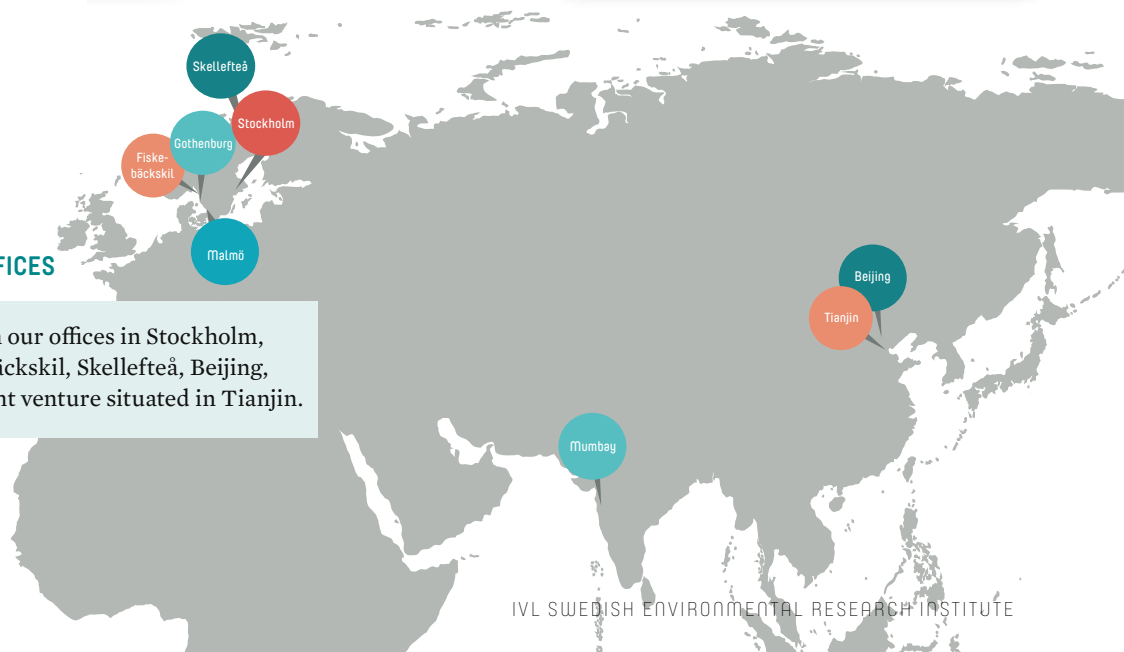 Skellefteå
Stockholm
Gothenburg
Fiske-
bäckskil
Malmö
FICES
our offices in Stockholm,
äckskil, Skellefteå, Beijing,
nt venture situated in Tianjin.
Beijing
Tianjin
Mumbay
IVL SWEDISH ENVIRONMENTAL RESEARCH INSTITUTE